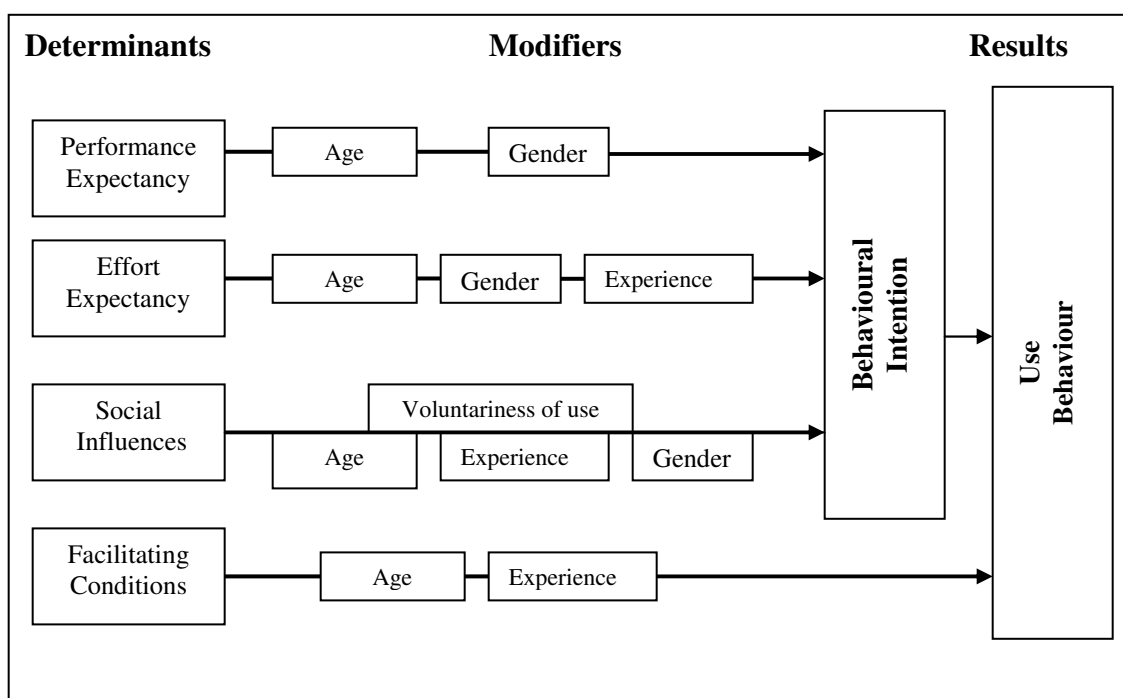 Determinants Modifiers Results
Performance
Expectancy
Age
Gender
Effort
Expectancy
Age
Gender
Experience
Social
Influences
Voluntariness of use
Age
Experience
Gender
Facilitating
Conditions
Age
Experience
Behavioural
Intention
Use
Behaviour